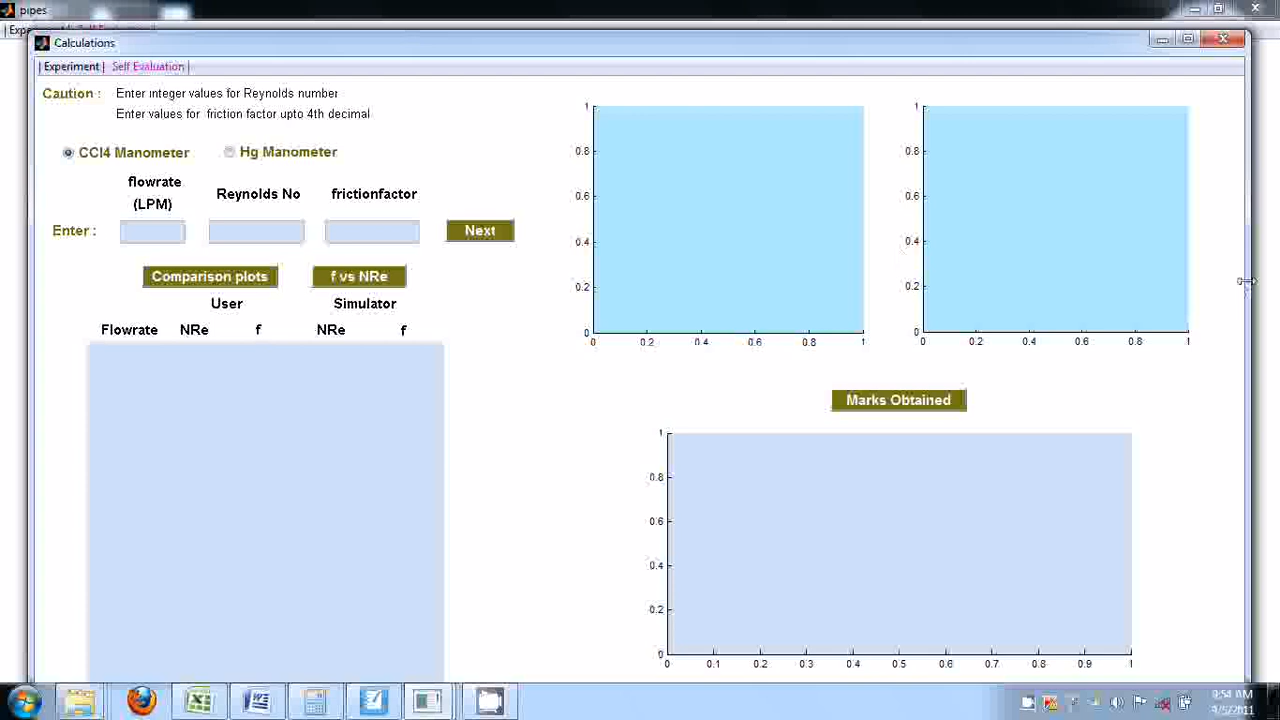 pipes
Calculations
| Experiment | Self Evaluation |
Caution : Enter integer values for Reynolds number
Enter values for friction factor upto 4th decimal
CCl4 Manometer Hg Manometer
flowrate
(LPM) Reynolds No frictionfactor
Enter : Next
Comparison plots f vs NRe
User Simulator
Flowrate NRe f NRe f
1
0.8
0.6
0.4
0.2
0
0 0.2 0.4 0.6 0.8 1
1
0.8
0.6
0.4
0.2
0
0 0.2 0.4 0.6 0.8 1
Marks Obtained
1
0.8
0.6
0.4
0.2
0
0 0.1 0.2 0.3 0.4 0.5 0.6 0.7 0.8 0.9 1
9:54 AM